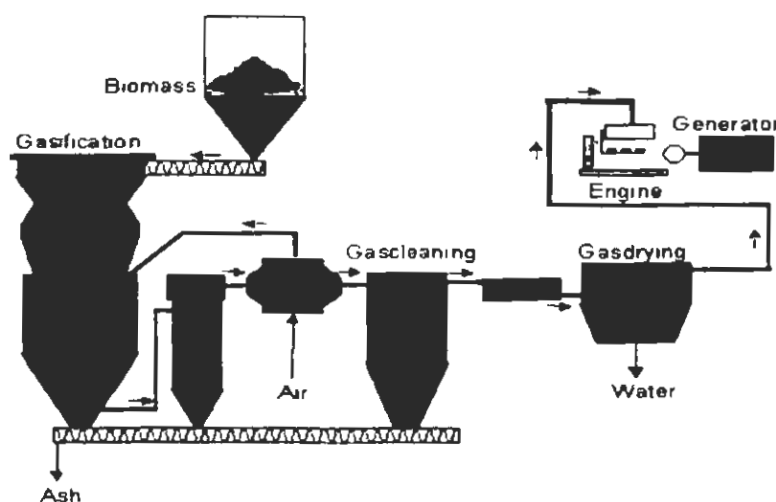 Biomass
Gasification
Generator
Engine
Gascleaning
Gasdrying
Air
Water
Ash